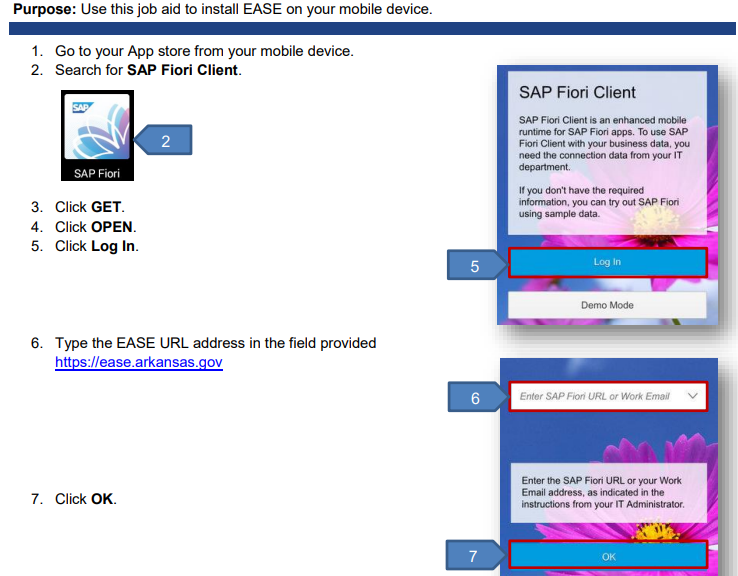 Purpose: Use this job aid to install EASE on your mobile device.
1. Go to your App store from your mobile device.
2. Search for SAP Fiori Client.
SAP
2
SAP Fiori
3. Click GET.
4. Click OPEN.
5. Click Log In.
SAP Fiori Client
SAP Fiori Client is an enhanced mobile
runtime for SAP Fiori apps. To use SAP
Fiori Client with your business data, you
need the connection data from your IT
department.
If you don't have the required
information, you can try out SAP Fiori
using sample data.
5
Log In
Demo Mode
6. Type the EASE URL address in the field provided
https://ease.arkansas.gov
6
Enter SAP Fiori URL or Work Email
Enter the SAP Fiori URL or your Work
Email address, as indicated in the
instructions from your IT Administrator.
7. Click OK.
7
OK